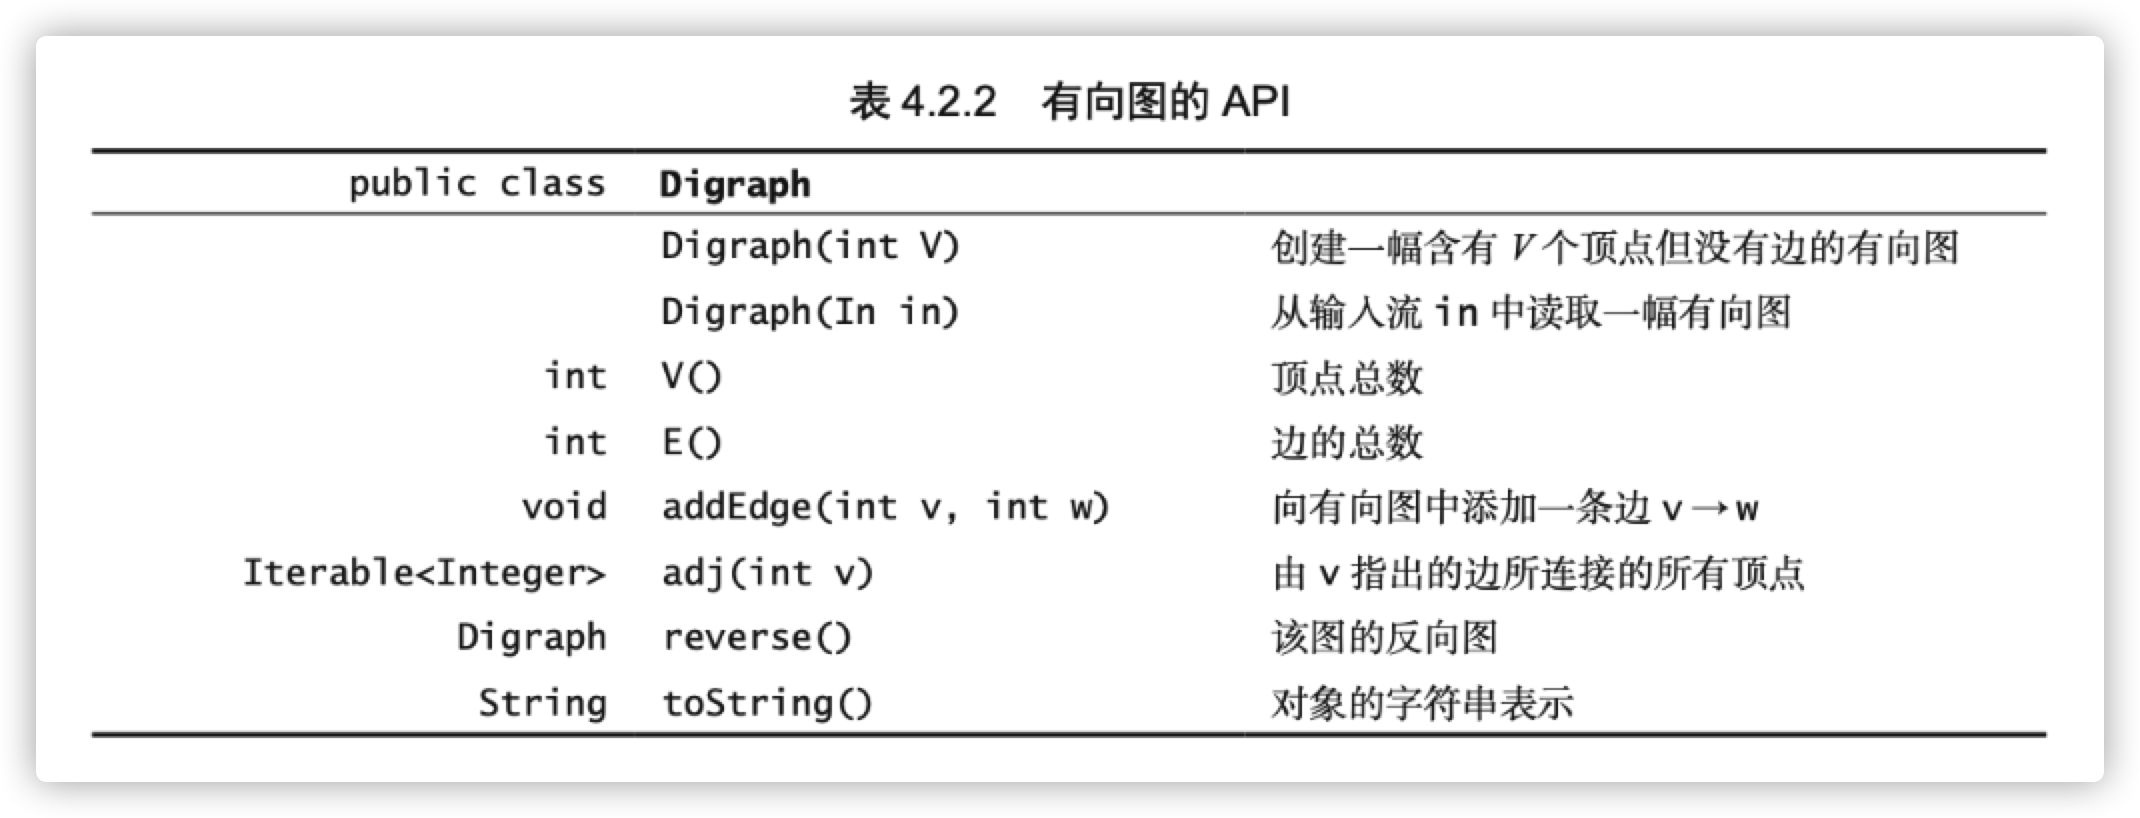 表 4.2.2 有向图的 API
public class Digraph
Digraph(int V) 创建一幅含有 V 个顶点但没有边的有向图
Digraph(In in) 从输入流 in 中读取一幅有向图
int V() 顶点总数
int E() 边的总数
void addEdge(int v, int w) 向有向图中添加一条边 v→w
Iterable<Integer> adj(int v) 由 v 指出的边所连接的所有顶点
Digraph reverse() 该图的反向图
String toString() 对象的字符串表示